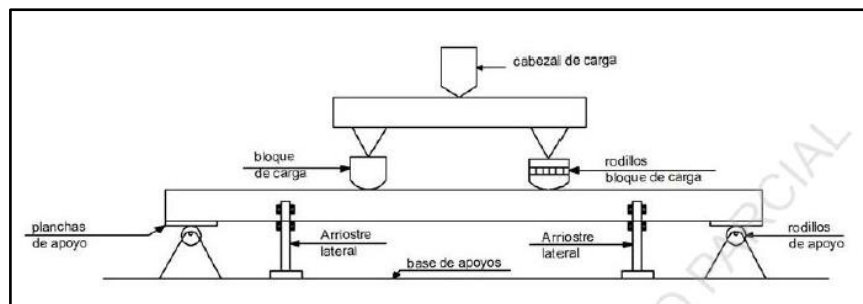 cabezal de carga
bloque
de carga
rodillos
bloque de carga
planchas
de apoyo
Arriostre
lateral
Arriostre
lateral
rodillos
de apoyo
base de apoyos
O PARCIAL